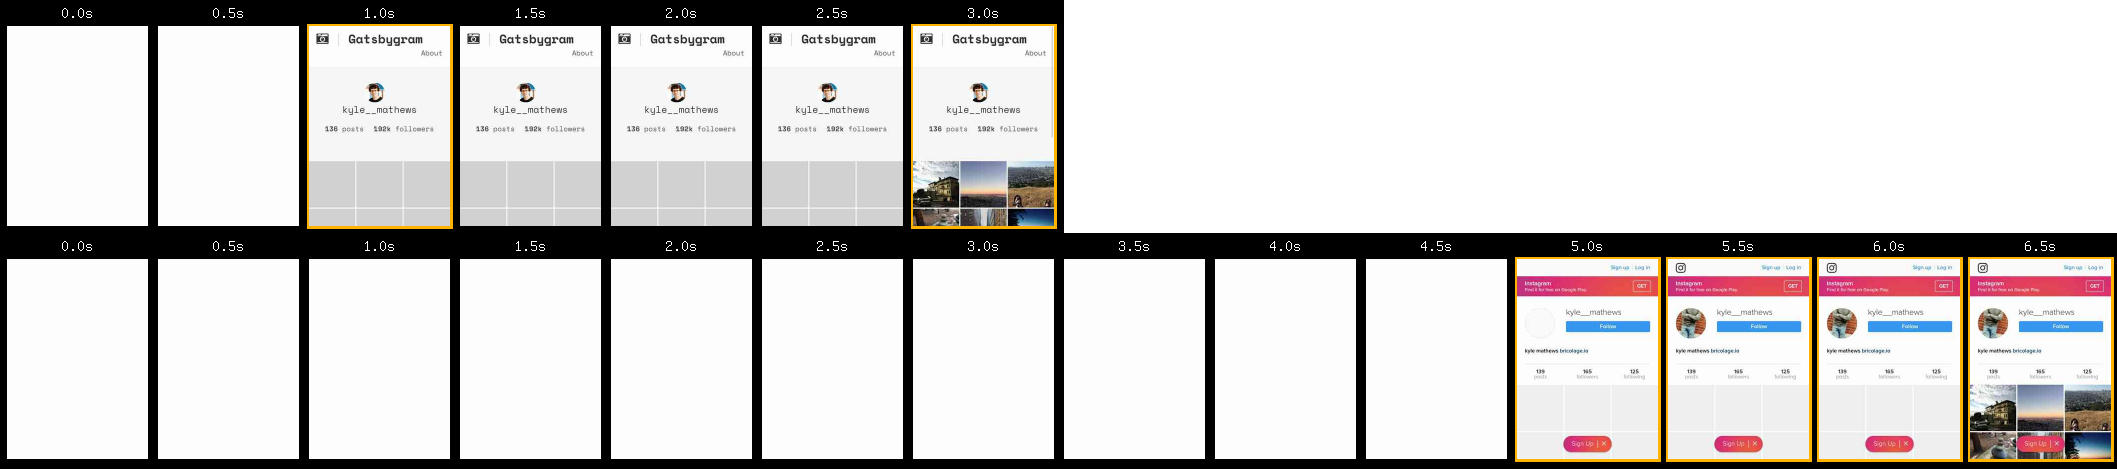 0.0s 0.5s 1.0s 1.5s 2.0s 2.5s 3.0s
Gatsbygram Gatsbygram Gatsbygram Gatsbygram Gatsbygram
About About About About About
kyle__mathews kyle__mathews kyle__mathews kyle__mathews kyle__mathews
136 posts 192k followers 136 posts 192k followers 136 posts 192k followers 136 posts 192k followers 136 posts 192k followers
0.0s 0.5s 1.0s 1.5s 2.0s 2.5s 3.0s 3.5s 4.0s 4.5s 5.0s 5.5s 6.0s 6.5s
Sign up | Log in Sign up | Log in Sign up | Log in Sign up | Log in
Instagram Instagram Instagram Instagram
Find it for free on Google Play. GET Find it for free on Google Play. GET Find it for free on Google Play. GET Find it for free on Google Play. GET
kyle__mathews kyle__mathews kyle__mathews kyle__mathews
Follow Follow Follow Follow
kyle mathews bricolage.io kyle mathews bricolage.io kyle mathews bricolage.io kyle mathews bricolage.io
139 165 125 139 165 125 139 165 125 139 165 125
posts followers following posts followers following posts followers following posts followers following
Sign Up | × Sign Up | × Sign Up | × Sign Up | ×